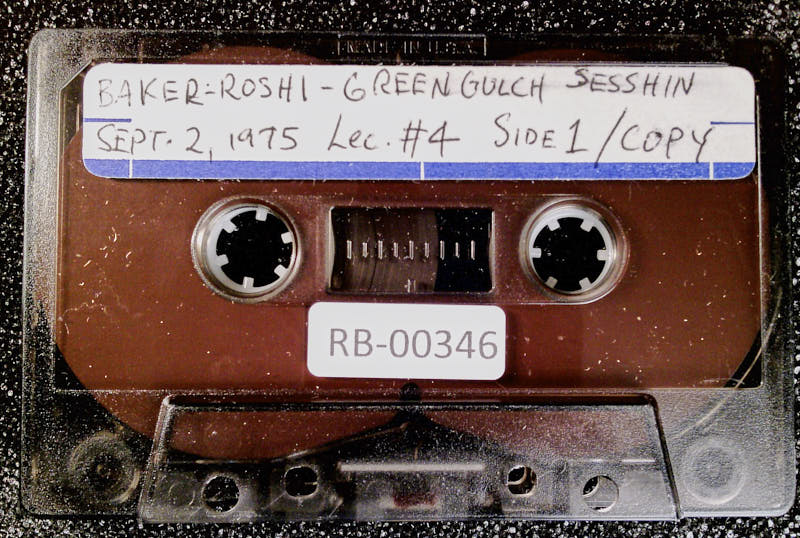 MADE IN U.S.A.
BAKER-ROSHI - GREEN GULCH SESSHIN
SEPT. 2, 1975 Lec. #4 SIDE 1 / COPY
RB-00346